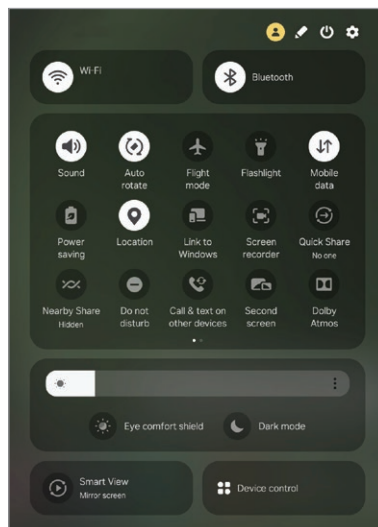 Wi-Fi
Bluetooth
Sound
Auto
rotate
Flight
mode
Flashlight
Mobile
data
Power
saving
Location
Link to
Windows
Screen
recorder
Quick Share
No one
Nearby Share
Hidden
Do not
disturb
Call & text on
other devices
Second
screen
Dolby
Atmos
Eye comfort shield
Dark mode
Smart View
Mirror screen
Device control